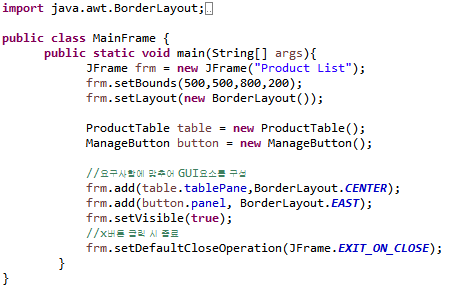 import java.awt.BorderLayout;
public class MainFrame {
public static void main(String[] args){
JFrame frm = new JFrame("Product List");
frm.setBounds(500,500,800,200);
frm.setLayout(new BorderLayout());
ProductTable table = new ProductTable();
ManageButton button = new ManageButton();
//요구사항에 맞추어 GUI요소를 구성
frm.add(table.tablePane,BorderLayout.CENTER);
frm.add(button.panel, BorderLayout.EAST);
frm.setVisible(true);
//x버튼 클릭 시 종료
frm.setDefaultCloseOperation(JFrame.EXIT_ON_CLOSE);
}
}